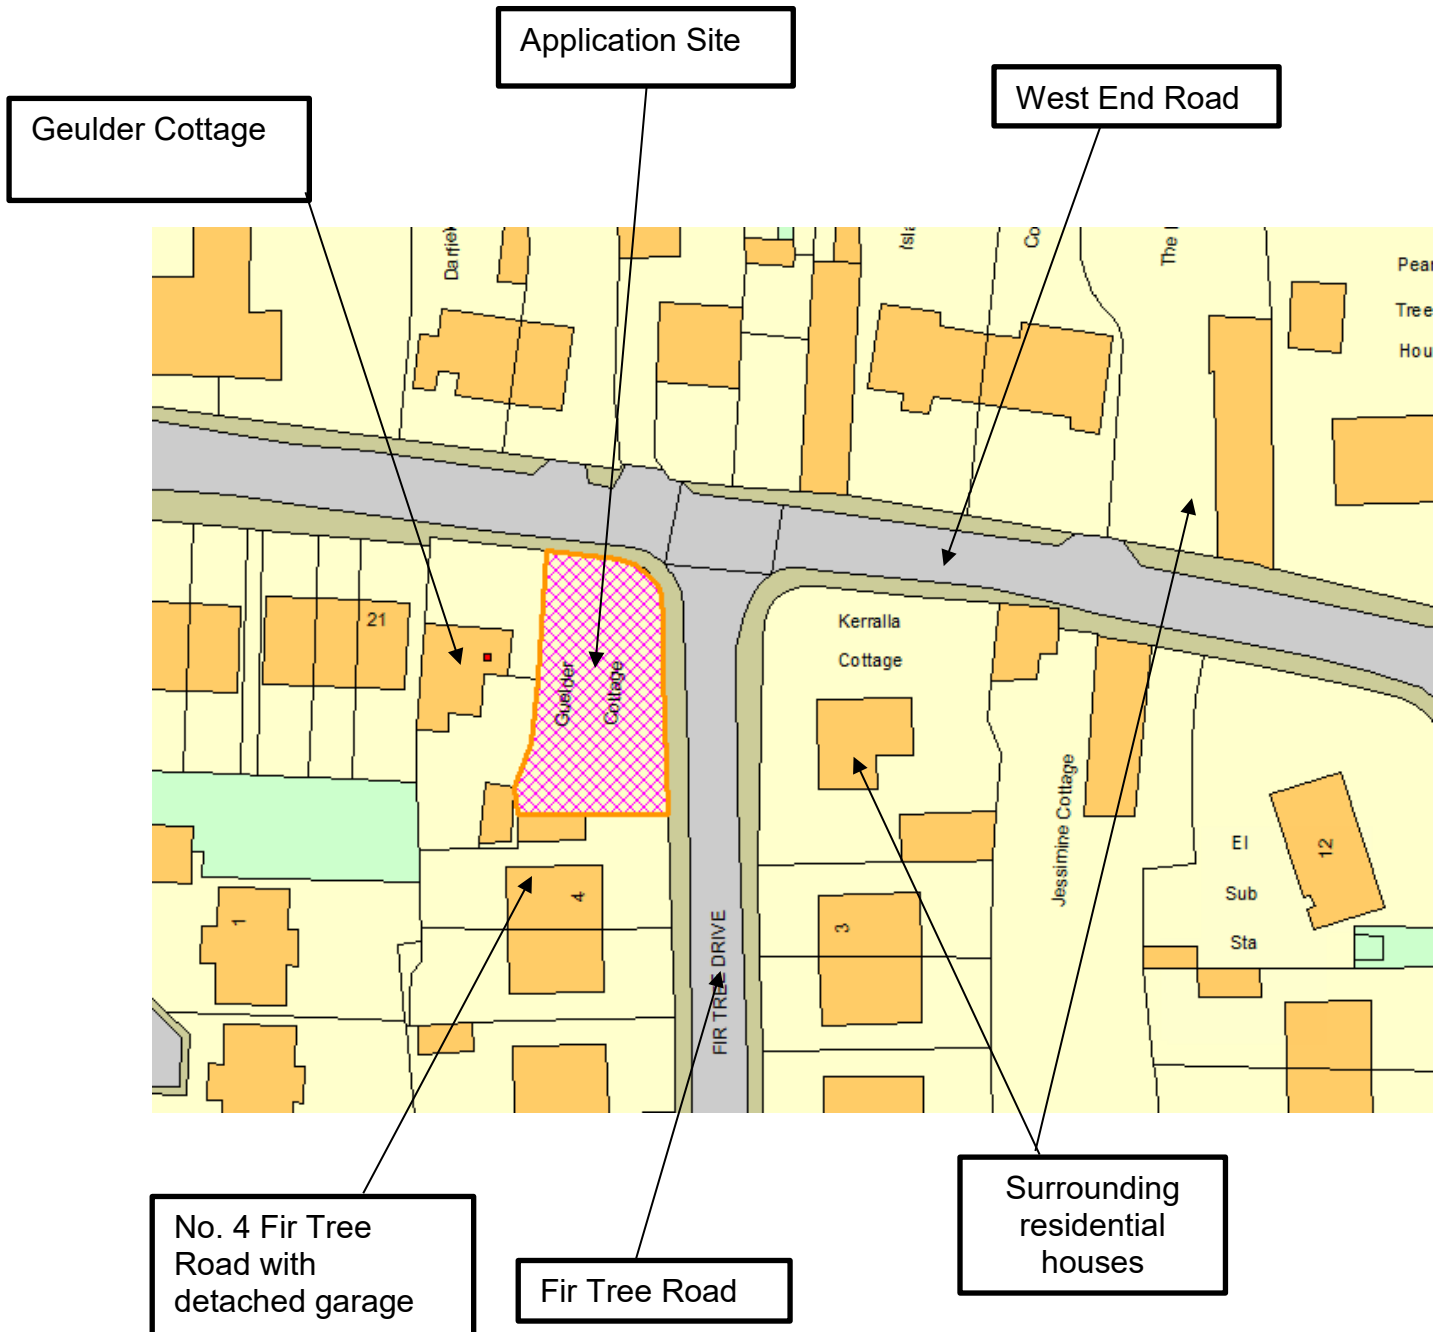 Application Site
West End Road
Geulder Cottage
Pear
Tree
Hou
The
Co
21
Guelder
Cottage
Kerralla
Cottage
Jessimine Cottage
El
Sub
Sta
12
1
4
3
FIR TREE DRIVE
Surrounding
residential
houses
No. 4 Fir Tree
Road with
detached garage
Fir Tree Road